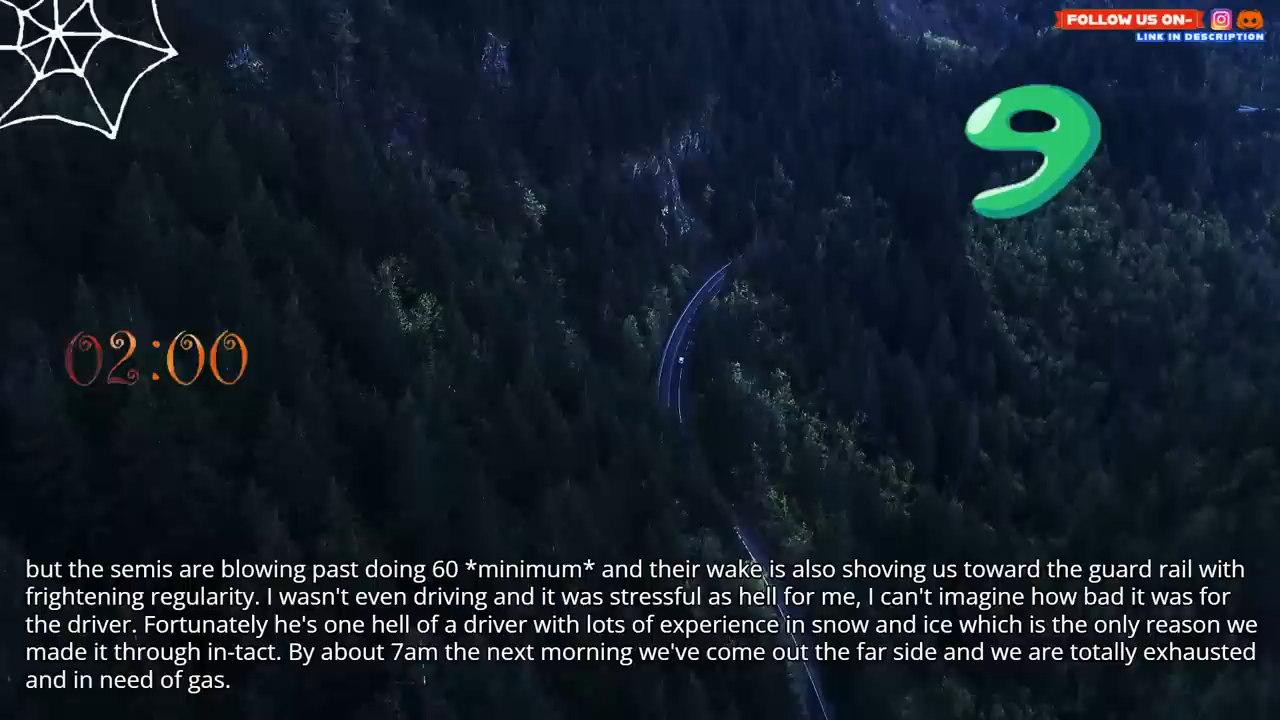 FOLLOW US ON-
LINK IN DESCRIPTION
9
02:00
but the semis are blowing past doing 60 *minimum* and their wake is also shoving us toward the guard rail with
frightening regularity. I wasn't even driving and it was stressful as hell for me, I can't imagine how bad it was for
the driver. Fortunately he's one hell of a driver with lots of experience in snow and ice which is the only reason we
made it through in-tact. By about 7am the next morning we've come out the far side and we are totally exhausted
and in need of gas.